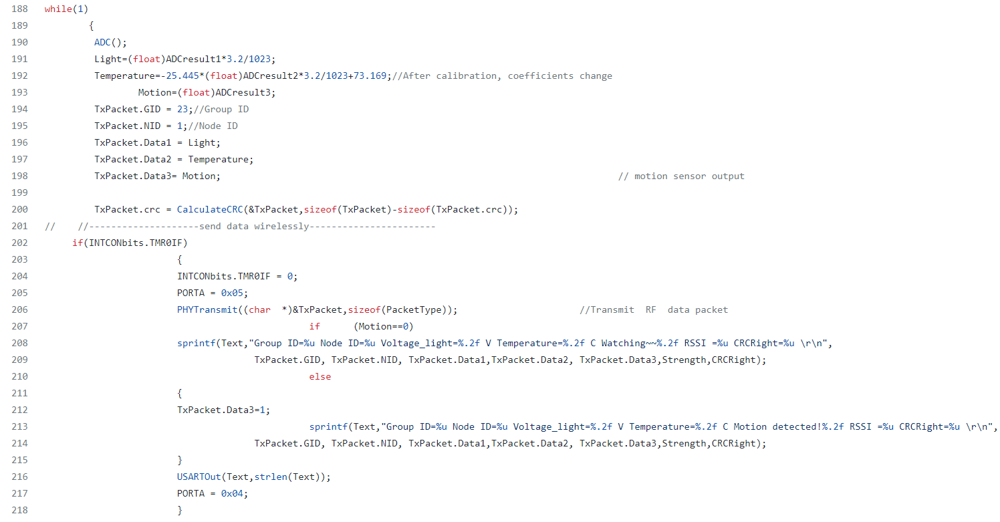 188 while(1)
189 {
190 ADC();
191 Light=(float)ADCresult1*3.2/1023;
192 Temperature=-25.445*(float)ADCresult2*3.2/1023+73.169;//After calibration, coefficients change
193 Motion=(float)ADCresult3;
194 TxPacket.GID = 23;//Group ID
195 TxPacket.NID = 1;//Node ID
196 TxPacket.Data1 = Light;
197 TxPacket.Data2 = Temperature;
198 TxPacket.Data3= Motion; // motion sensor output
199
200 TxPacket.crc = CalculateCRC(&TxPacket,sizeof(TxPacket)-sizeof(TxPacket.crc));
201 // //--------------------send data wirelessly-----------------------
202 if(INTCONbits.TMR0IF)
203 {
204 INTCONbits.TMR0IF = 0;
205 PORTA = 0x05;
206 PHYTransmit((char *)&TxPacket,sizeof(PacketType)); //Transmit RF data packet
207 if (Motion==0)
208 sprintf(Text,"Group ID=%u Node ID=%u Voltage_light=%.2f V Temperature=%.2f C Watching~~%.2f RSSI =%u CRCRight=%u \r\n",
209 TxPacket.GID, TxPacket.NID, TxPacket.Data1,TxPacket.Data2, TxPacket.Data3,Strength,CRCRight);
210 else
211 {
212 TxPacket.Data3=1;
213 sprintf(Text,"Group ID=%u Node ID=%u Voltage_light=%.2f V Temperature=%.2f C Motion detected!%.2f RSSI =%u CRCRight=%u \r\n",
214 TxPacket.GID, TxPacket.NID, TxPacket.Data1,TxPacket.Data2, TxPacket.Data3,Strength,CRCRight);
215 }
216 USARTOut(Text,strlen(Text));
217 PORTA = 0x04;
218 }